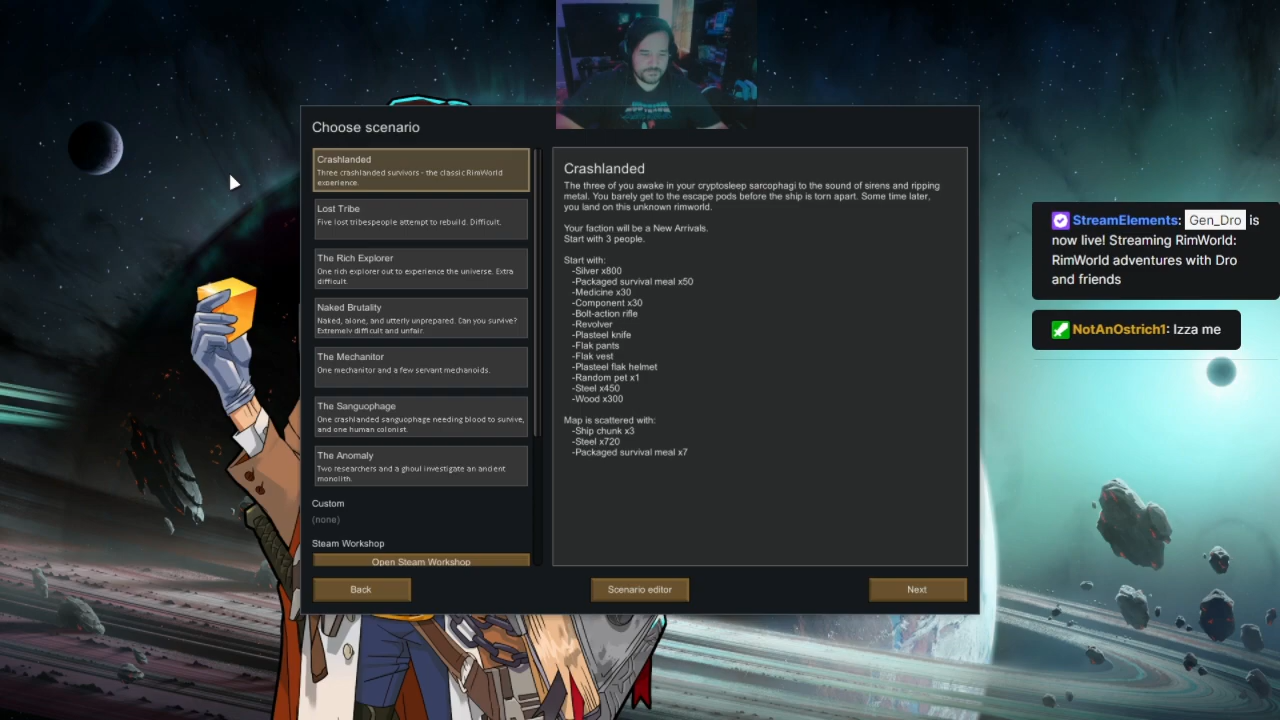 Choose scenario
Crashlanded
Three crashlanded survivors - the classic RimWorld
experience.
Lost Tribe
Five lost tribespeople attempt to rebuild. Difficult.
The Rich Explorer
One rich explorer out to experience the universe. Extra
difficult.
Naked Brutality
Naked, alone, and utterly unprepared. Can you survive?
Extremely difficult and unfair.
The Mechanitor
One mechanitor and a few servant mechanoids.
The Sanguophage
One crashlanded sanguophage needing blood to survive,
and one human colonist.
The Anomaly
Two researchers and a ghoul investigate an ancient
monolith.
Custom
(none)
Steam Workshop
Open Steam Workshop
Crashlanded
The three of you awake in your cryptosleep sarcophagi to the sound of sirens and ripping
metal. You barely get to the escape pods before the ship is torn apart. Some time later,
you land on this unknown rimworld.
Your faction will be a New Arrivals.
Start with 3 people.
Start with:
-Silver x800
-Packaged survival meal x50
-Medicine x30
-Component x30
-Bolt-action rifle
-Revolver
-Plasteel knife
-Flak pants
-Flak vest
-Plasteel flak helmet
-Random pet x1
-Steel x450
-Wood x300
Map is scattered with:
-Ship chunk x3
-Steel x720
-Packaged survival meal x7
Back
Scenario editor
Next
StreamElements: Gen_Dro is
now live! Streaming RimWorld:
RimWorld adventures with Dro
and friends
NotAnOstrich1: Izza me